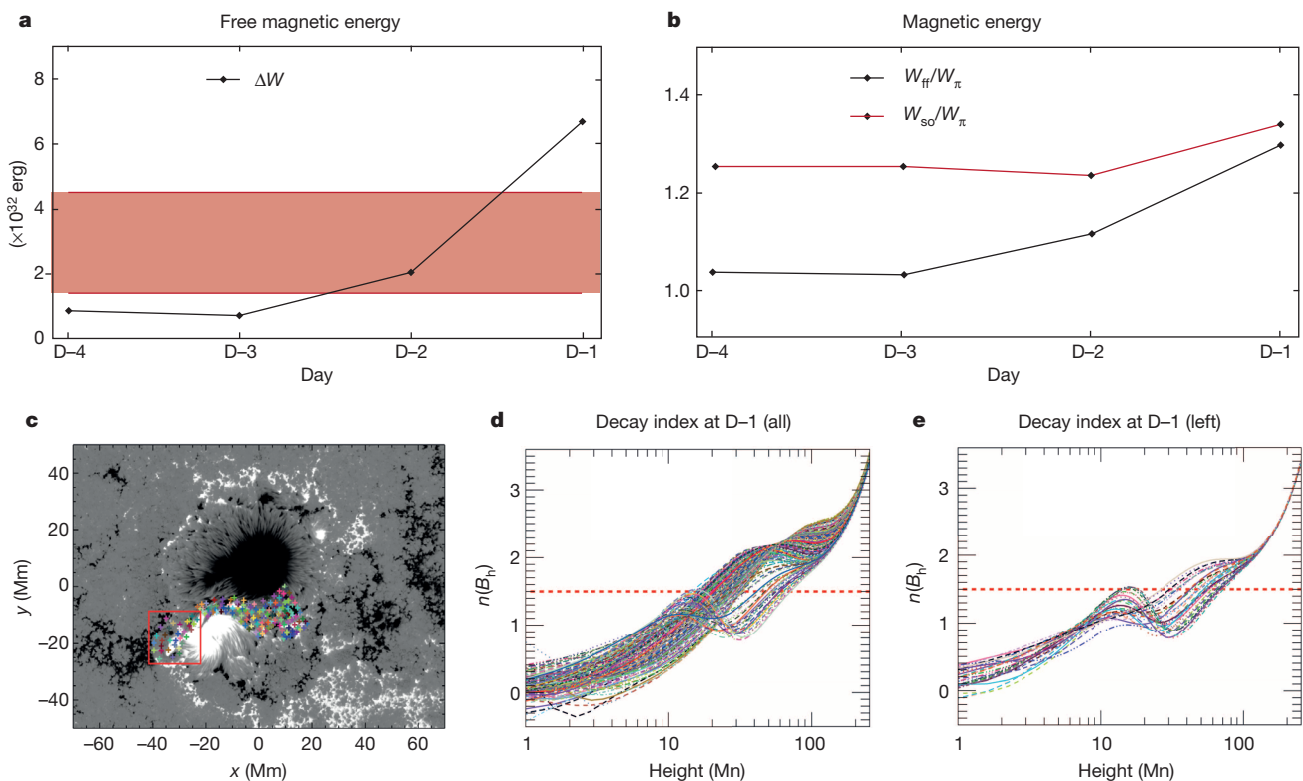 a Free magnetic energy
ΔW
8
6
4
2
0
(×10³² erg)
D–4 D–3 D–2 D–1
Day
b Magnetic energy
W_ff/W_π
W_so/W_π
1.4
1.2
1.0
D–4 D–3 D–2 D–1
Day
c
40
20
0
−20
−40
y (Mm)
−60 −40 −20 0 20 40 60
x (Mm)
d Decay index at D–1 (all)
3
2
1
0
n(B_h)
1 10 100
Height (Mn)
e Decay index at D–1 (left)
3
2
1
0
n(B_h)
1 10 100
Height (Mn)